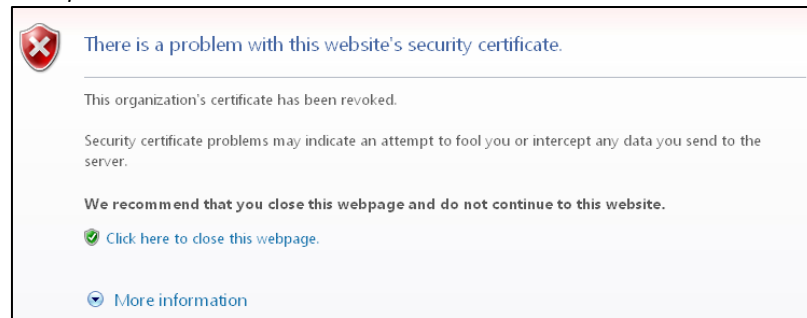 There is a problem with this website's security certificate.
This organization's certificate has been revoked.
Security certificate problems may indicate an attempt to fool you or intercept any data you send to the
server.
We recommend that you close this webpage and do not continue to this website.
Click here to close this webpage.
More information